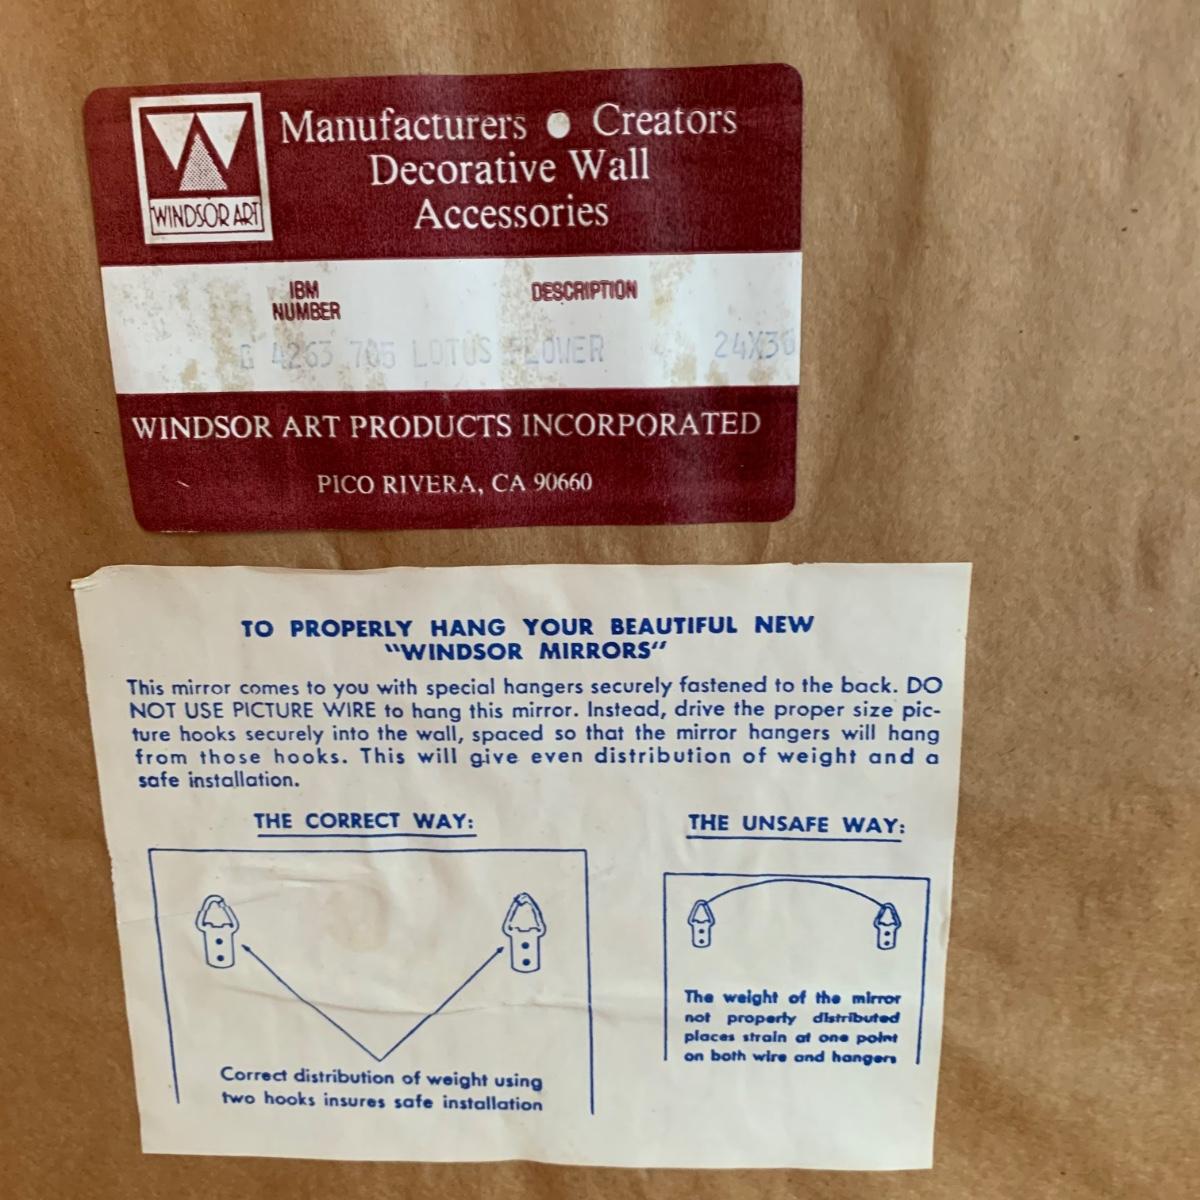 WINDSOR ART
Manufacturers ● Creators
Decorative Wall
Accessories
IBM
NUMBER
DESCRIPTION
G 4263 705 LOTUS FLOWER 24X36
WINDSOR ART PRODUCTS INCORPORATED
PICO RIVERA, CA 90660
TO PROPERLY HANG YOUR BEAUTIFUL NEW
"WINDSOR MIRRORS"
This mirror comes to you with special hangers securely fastened to the back. DO
NOT USE PICTURE WIRE to hang this mirror. Instead, drive the proper size pic-
ture hooks securely into the wall, spaced so that the mirror hangers will hang
from those hooks. This will give even distribution of weight and a
safe installation.
THE CORRECT WAY:
Correct distribution of weight using
two hooks insures safe installation
THE UNSAFE WAY:
The weight of the mirror
not properly distributed
places strain at one point
on both wire and hangers